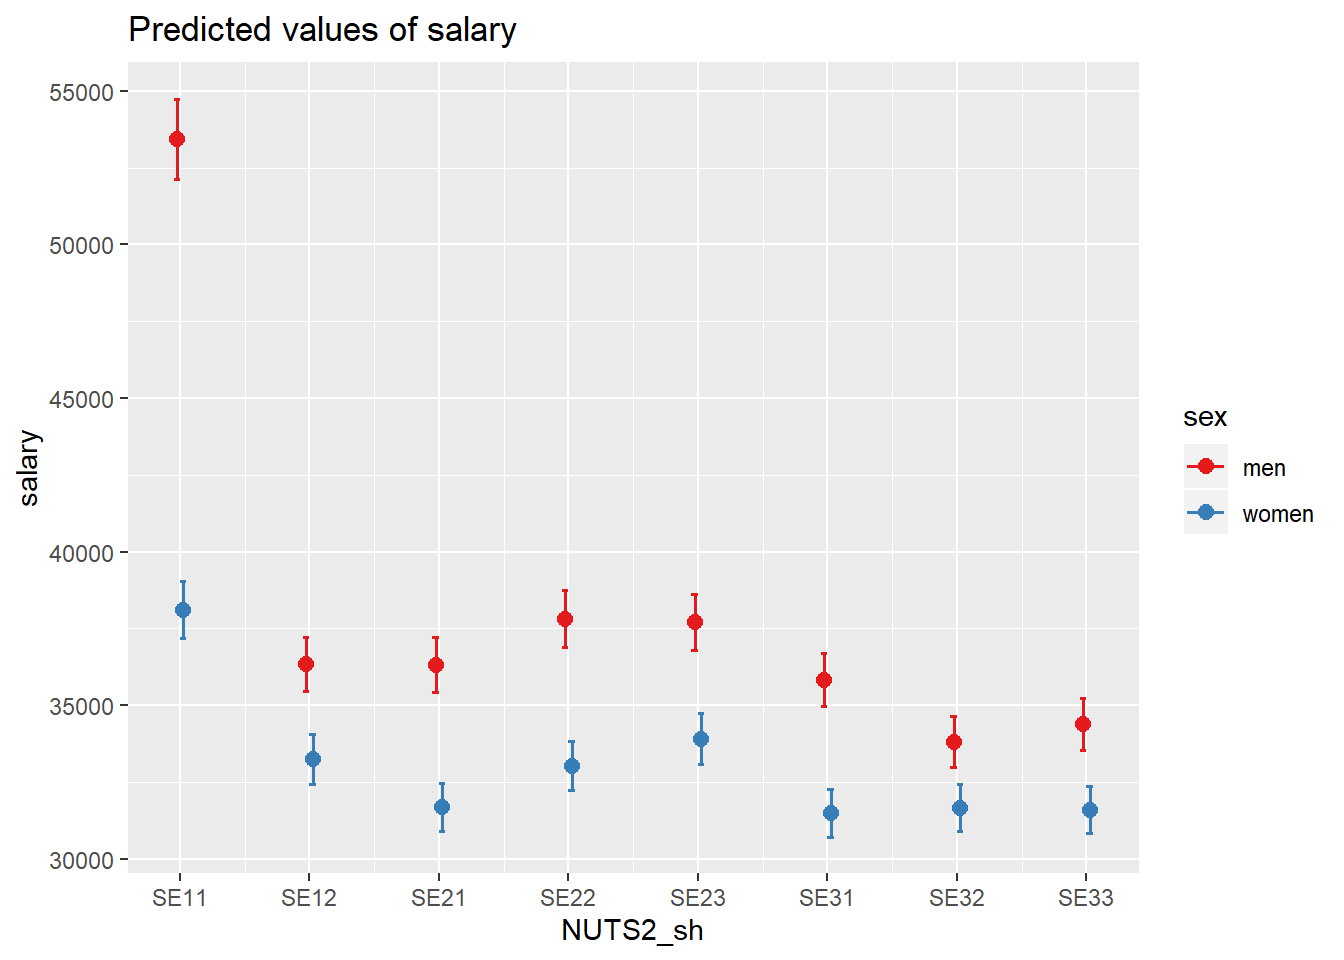 Predicted values of salary
55000
50000
45000
40000
35000
30000
salary
SE11 SE12 SE21 SE22 SE23 SE31 SE32 SE33
NUTS2_sh
sex
men
women